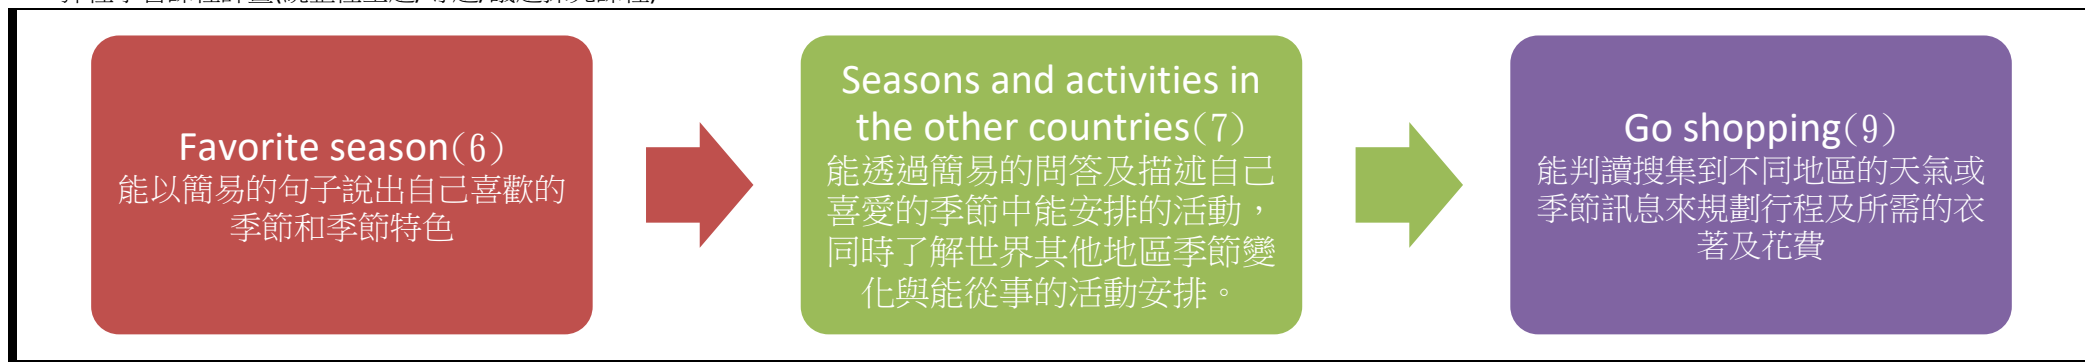 Favorite season(6)
能以簡易的句子說出自己喜歡的
季節和季節特色
Seasons and activities in
the other countries(7)
能透過簡易的問答及描述自己
喜愛的季節中能安排的活動，
同時了解世界其他地區季節變
化與能從事的活動安排。
Go shopping(9)
能判讀搜集到不同地區的天氣或
季節訊息來規劃行程及所需的衣
著及花費